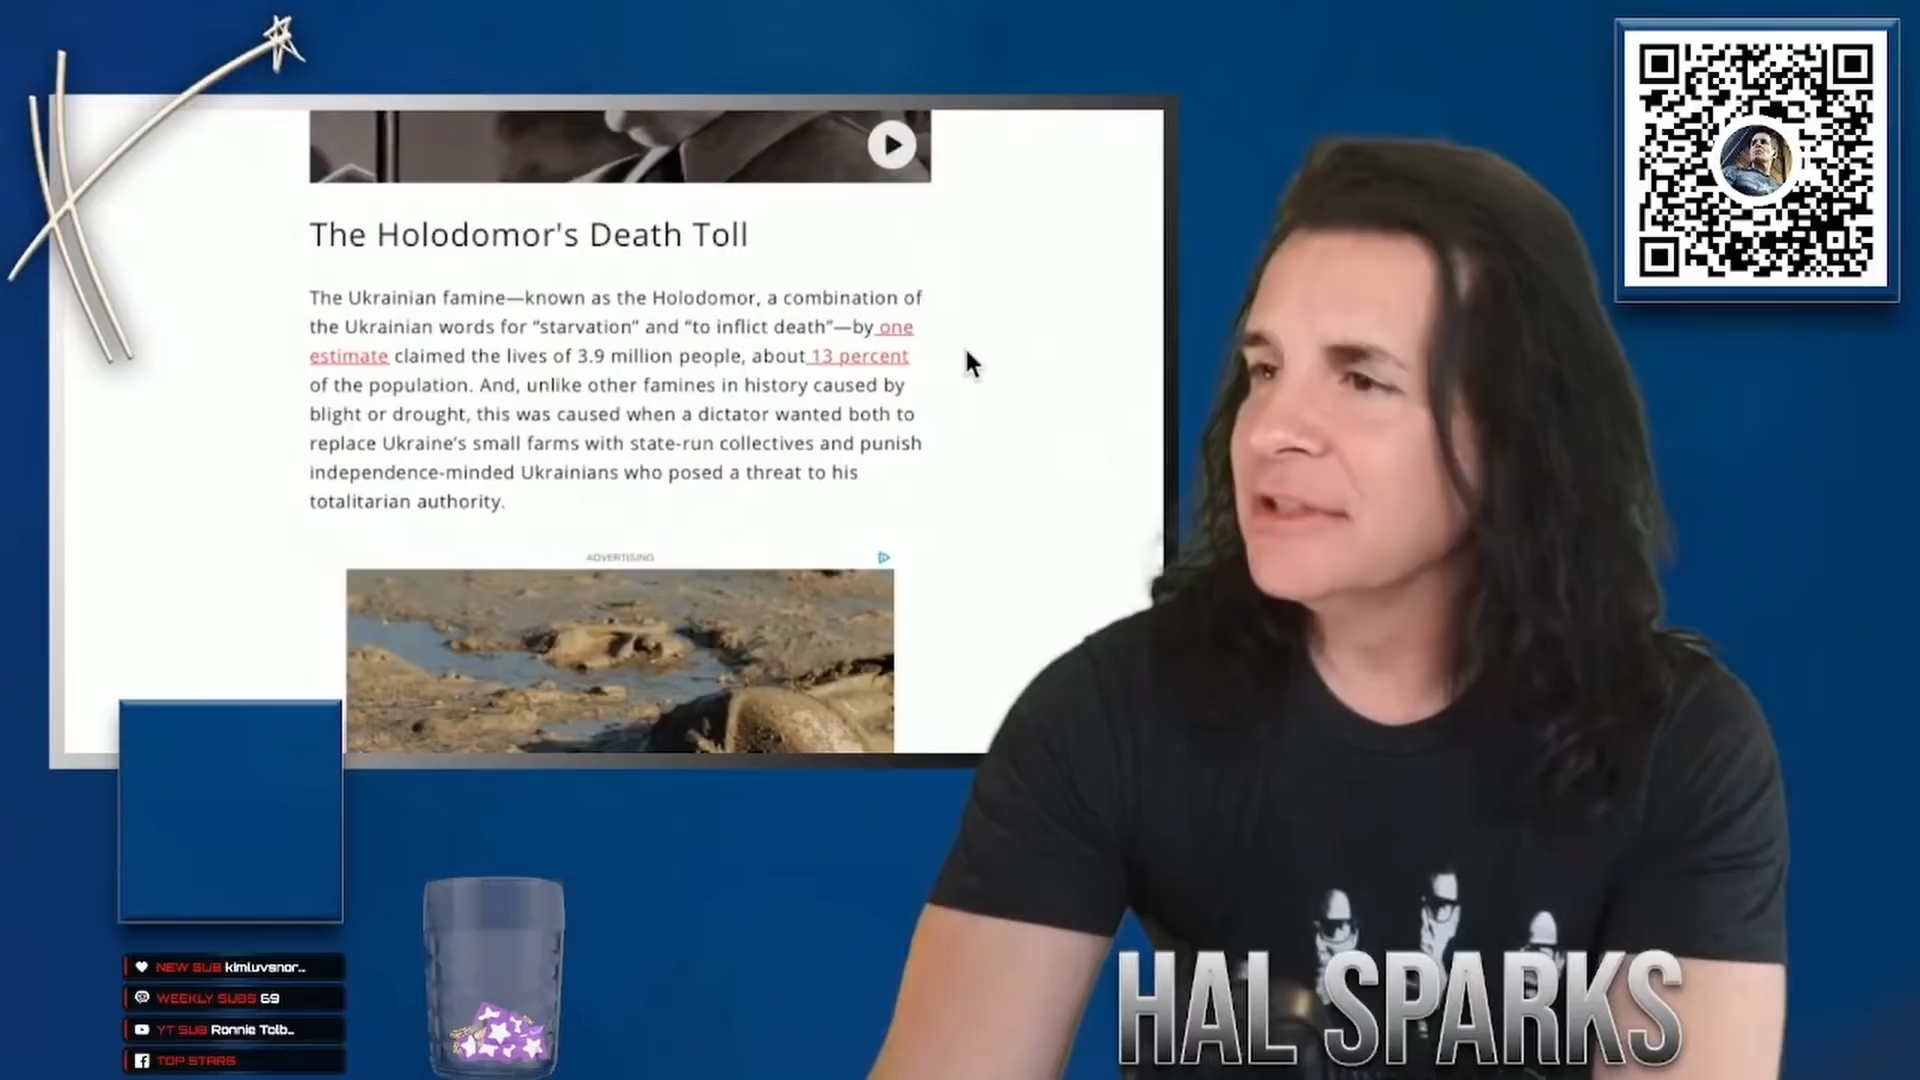 The Holodomor's Death Toll
The Ukrainian famine—known as the Holodomor, a combination of
the Ukrainian words for “starvation” and “to inflict death”—by one
estimate claimed the lives of 3.9 million people, about 13 percent
of the population. And, unlike other famines in history caused by
blight or drought, this was caused when a dictator wanted both to
replace Ukraine’s small farms with state-run collectives and punish
independence-minded Ukrainians who posed a threat to his
totalitarian authority.
ADVERTISING
NEW SUB kimluvsnor..
WEEKLY SUBS 69
YT SUB Ronnie Tolb..
TOP STARS
HAL SPARKS